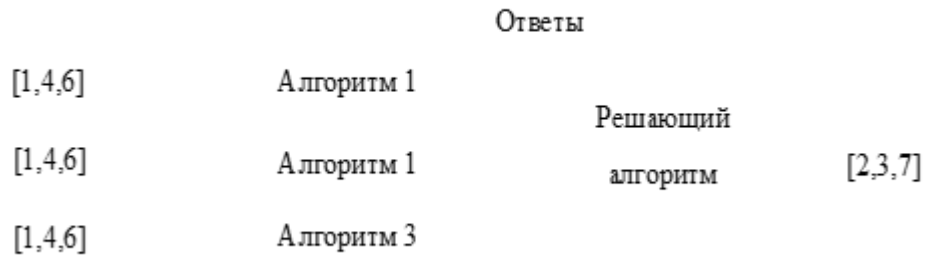 Ответы
[1,4,6] Алгоритм 1
Решающий
[1,4,6] Алгоритм 1 алгоритм [2,3,7]
[1,4,6] Алгоритм 3